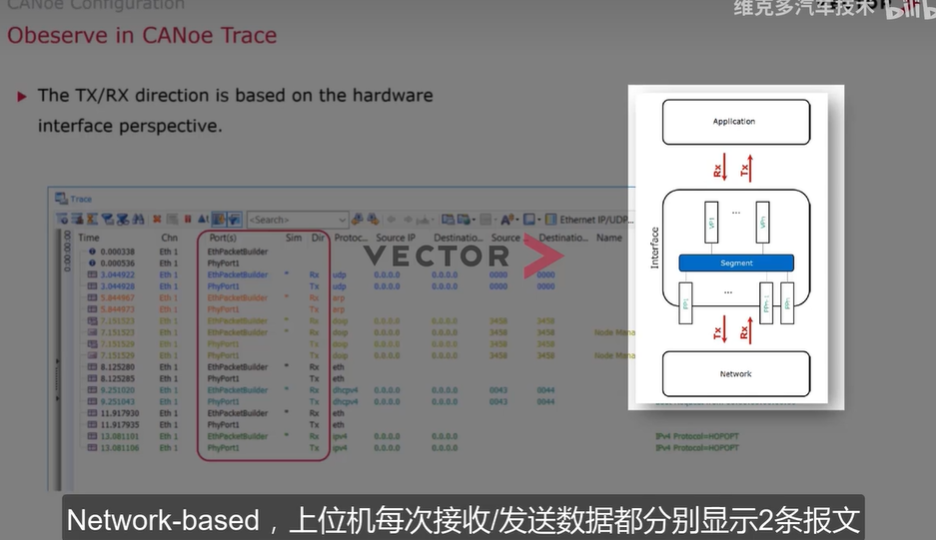 CANoe Configuration
维克多汽车技术 bilib
Obeserve in CANoe Trace
▶ The TX/RX direction is based on the hardware
interface perspective.
Trace
<Search> Ethernet IP/UDP...
Time Chn Port(s) Sim Dir Protoc... Source IP Destinatio... Source ... Destinatio... Name
0.000338 Eth 1 EthPacketBuilder
0.000536 Eth 1 PhyPort1
3.044922 Eth 1 EthPacketBuilder * Rx udp 0.0.0.0 0.0.0.0 0000 0000
3.044928 Eth 1 PhyPort1 Tx udp 0.0.0.0 0.0.0.0 0000 0000
5.844967 Eth 1 EthPacketBuilder * Rx arp
5.844973 Eth 1 PhyPort1 Tx arp
7.151523 Eth 1 EthPacketBuilder * Rx doip 0.0.0.0 0.0.0.0 3458 3458
7.151523 Eth 1 EthPacketBuilder * Rx doip 0.0.0.0 0.0.0.0 3458 3458 Node Mana
7.151529 Eth 1 PhyPort1 Tx doip 0.0.0.0 0.0.0.0 3458 3458
7.151529 Eth 1 PhyPort1 Tx doip 0.0.0.0 0.0.0.0 3458 3458 Node Mana
8.125280 Eth 1 EthPacketBuilder * Rx eth
8.125285 Eth 1 PhyPort1 Tx eth
9.251020 Eth 1 EthPacketBuilder * Rx dhcpv4 0.0.0.0 0.0.0.0 0043 0044
9.251043 Eth 1 PhyPort1 Tx dhcpv4 0.0.0.0 0.0.0.0 0043 0044
11.917930 Eth 1 EthPacketBuilder * Rx eth
11.917935 Eth 1 PhyPort1 Tx eth
13.081101 Eth 1 EthPacketBuilder * Rx ipv4 0.0.0.0 0.0.0.0 IPv4 Protocol=HOPOPT
13.081106 Eth 1 PhyPort1 Tx ipv4 0.0.0.0 0.0.0.0 IPv4 Protocol=HOPOPT
VECTOR
Application
Rx Tx
Interface
Segment
Tx Rx
Network
Network-based，上位机每次接收/发送数据都分别显示2条报文